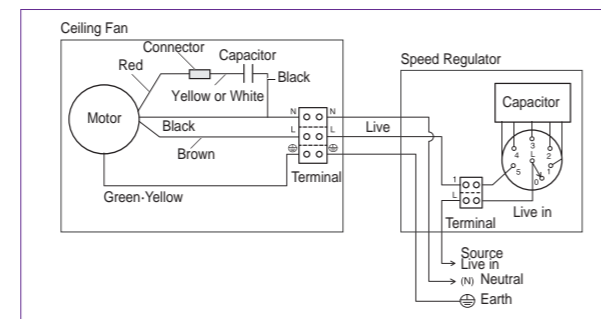 Ceiling Fan
Connector
Capacitor
Red
Black
Yellow or White
Motor
Black
Brown
Green-Yellow
N N
L L
Terminal
Live
Speed Regulator
Capacitor
3
4 L 2
5 1
0
1
L
Terminal
Live in
Source
Live in
(N) Neutral
Earth